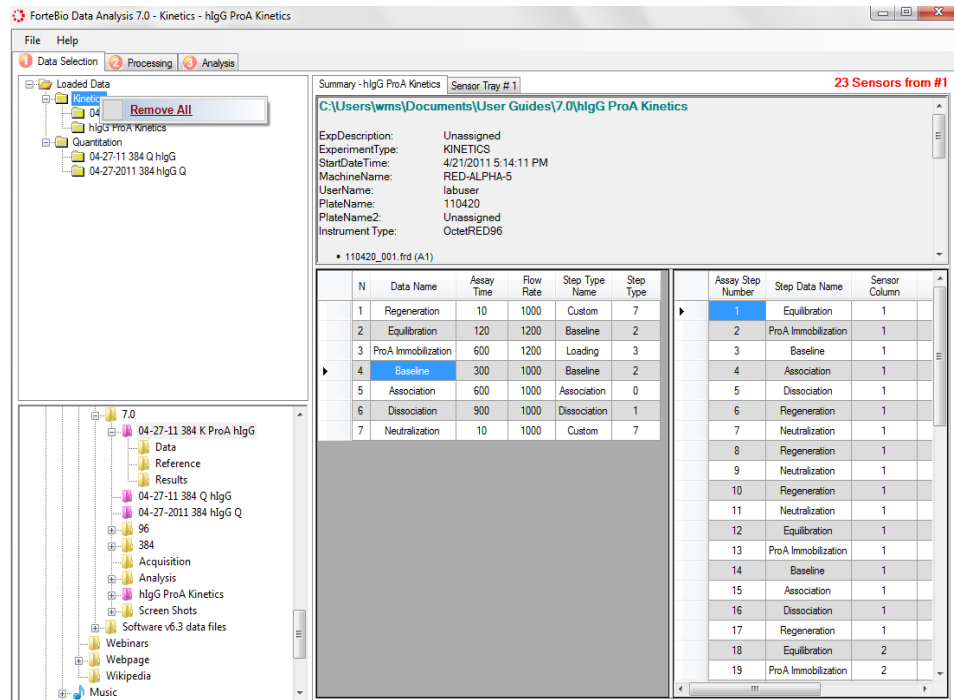 ForteBio Data Analysis 7.0 - Kinetics - hIgG ProA Kinetics
File Help
1 Data Selection 2 Processing 3 Analysis
Loaded Data
Kinetics
04
Remove All
hIgG ProA Kinetics
Quantitation
04-27-11 384 Q hIgG
04-27-2011 384 hIgG Q
Summary - hIgG ProA Kinetics Sensor Tray # 1 23 Sensors from #1
C:\Users\wms\Documents\User Guides\7.0\hIgG ProA Kinetics
ExpDescription: Unassigned
ExperimentType: KINETICS
StartDateTime: 4/21/2011 5:14:11 PM
MachineName: RED-ALPHA-5
UserName: labuser
PlateName: 110420
PlateName2: Unassigned
Instrument Type: OctetRED96
• 110420_001.frd (A1)
7.0
04-27-11 384 K ProA hIgG
Data
Reference
Results
04-27-11 384 Q hIgG
04-27-2011 384 hIgG Q
96
384
Acquisition
Analysis
hIgG ProA Kinetics
Screen Shots
Software v6.3 data files
Webinars
Webpage
Wikipedia
Music
N Data Name Assay Time Flow Rate Step Type Name Step Type
1 Regeneration 10 1000 Custom 7
2 Equilibration 120 1200 Baseline 2
3 ProA Immobilization 600 1200 Loading 3
4 Baseline 300 1000 Baseline 2
5 Association 600 1000 Association 0
6 Dissociation 900 1000 Dissociation 1
7 Neutralization 10 1000 Custom 7
Assay Step Number Step Data Name Sensor Column
1 Equilibration 1
2 ProA Immobilization 1
3 Baseline 1
4 Association 1
5 Dissociation 1
6 Regeneration 1
7 Neutralization 1
8 Regeneration 1
9 Neutralization 1
10 Regeneration 1
11 Neutralization 1
12 Equilibration 1
13 ProA Immobilization 1
14 Baseline 1
15 Association 1
16 Dissociation 1
17 Regeneration 1
18 Equilibration 2
19 ProA Immobilization 2